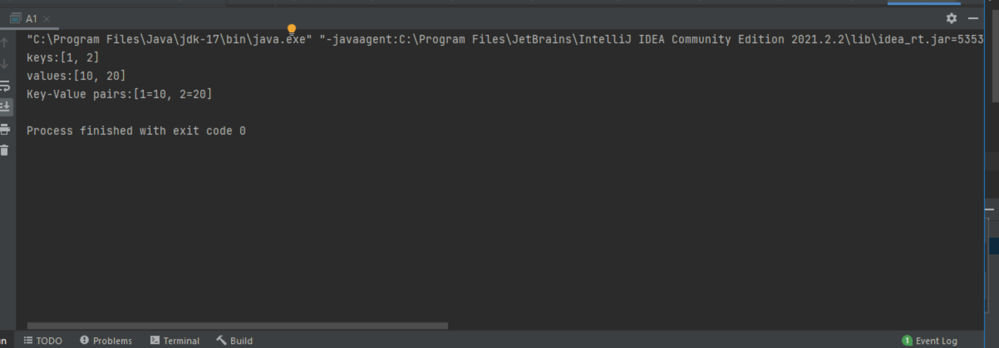 A1
"C:\Program Files\Java\jdk-17\bin\java.exe" "-javaagent:C:\Program Files\JetBrains\IntelliJ IDEA Community Edition 2021.2.2\lib\idea_rt.jar=5353
keys:[1, 2]
values:[10, 20]
Key-Value pairs:[1=10, 2=20]
Process finished with exit code 0
n TODO Problems Terminal Build 1 Event Log